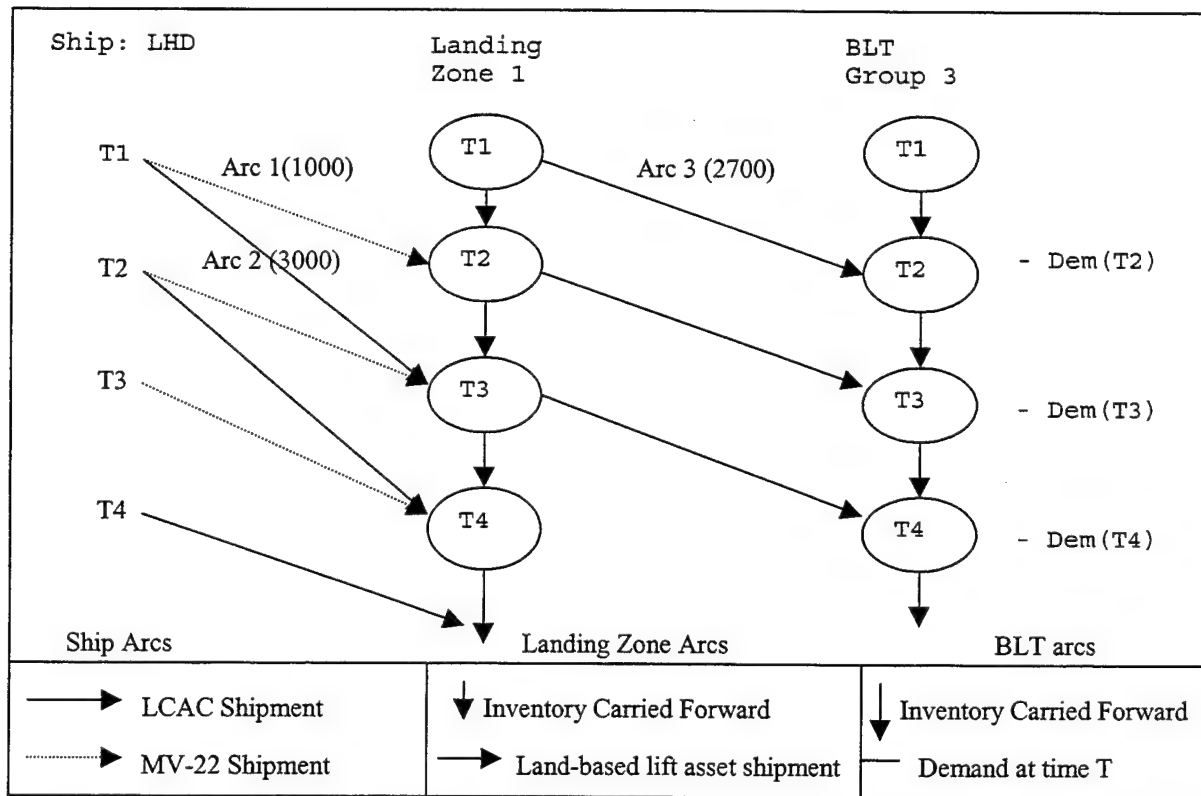 Ship: LHD
Landing
Zone 1
BLT
Group 3
T1
Arc 1(1000)
T1
Arc 3 (2700)
T1
T2
Arc 2 (3000)
T2
T2
- Dem(T2)
T3
T3
T3
- Dem(T3)
T4
T4
T4
- Dem(T4)
Ship Arcs
Landing Zone Arcs
BLT arcs
LCAC Shipment
MV-22 Shipment
Inventory Carried Forward
Land-based lift asset shipment
Inventory Carried Forward
Demand at time T